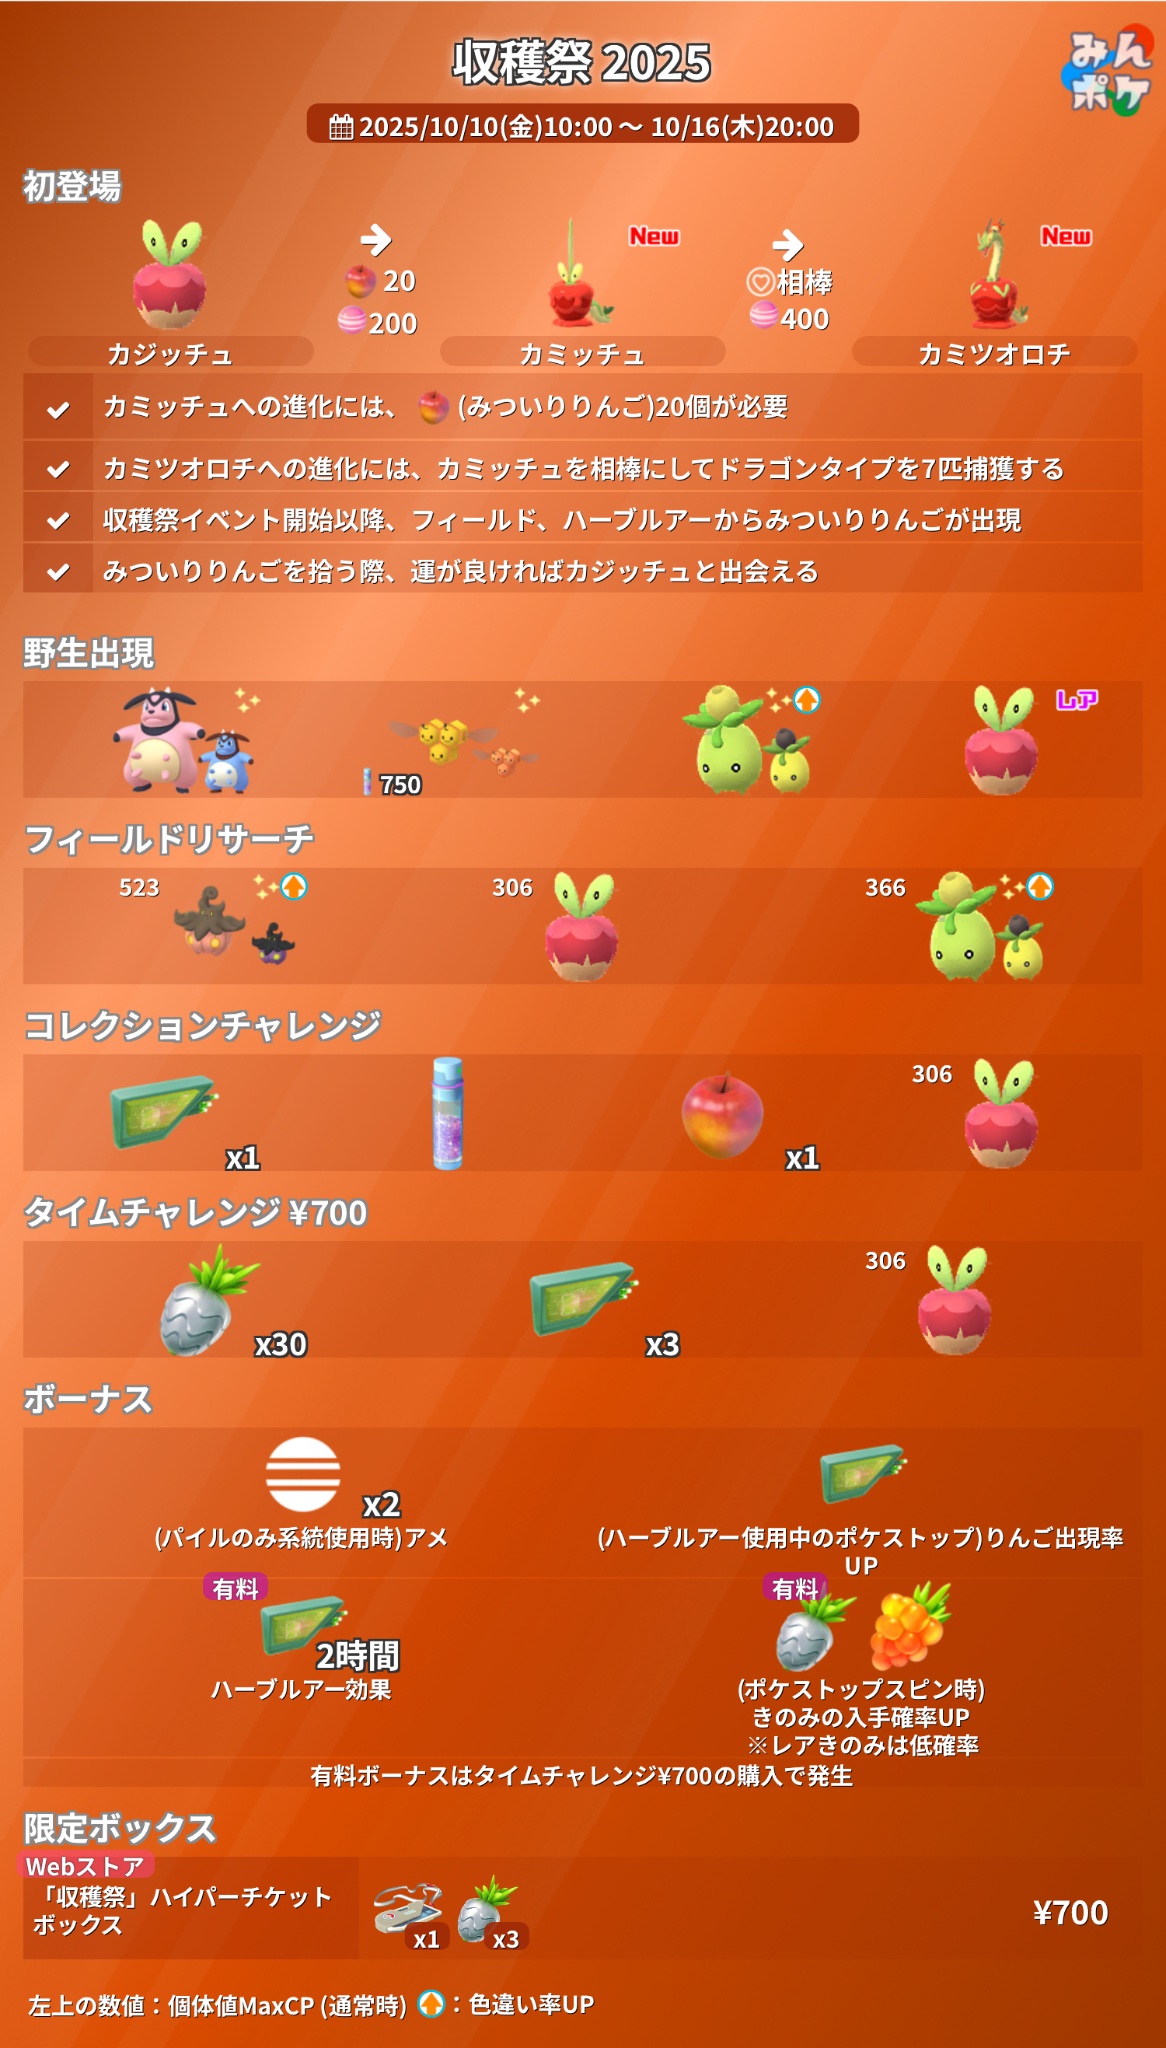 収穫祭 2025
みん
ポケ
2025/10/10(金)10:00 ～ 10/16(木)20:00
初登場
20
200
New
相棒
400
New
カジッチュ
カミッチュ
カミツオロチ
カミッチュへの進化には、 (みついりりんご)20個が必要
カミツオロチへの進化には、カミッチュを相棒にしてドラゴンタイプを7匹捕獲する
収穫祭イベント開始以降、フィールド、ハーブルアーからみついりりんごが出現
みついりりんごを拾う際、運が良ければカジッチュと出会える
野生出現
750
レア
フィールドリサーチ
523
306
366
コレクションチャレンジ
x1
x1
306
タイムチャレンジ ¥700
x30
x3
306
ボーナス
x2
(パイルのみ系統使用時)アメ
(ハーブルアー使用中のポケストップ)りんご出現率
UP
有料
2時間
ハーブルアー効果
有料
(ポケストップスピン時)
きのみの入手確率UP
※レアきのみは低確率
有料ボーナスはタイムチャレンジ¥700の購入で発生
限定ボックス
Webストア
「収穫祭」ハイパーチケット
ボックス
x1
x3
¥700
左上の数値：個体値MaxCP (通常時) ：色違い率UP